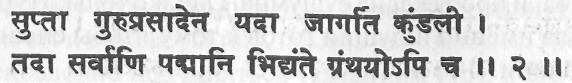 सुप्ता गुरुप्रसादेन यदा जार्गात कुंडली ।
तदा सर्वाणि पद्मानि भिद्यंते ग्रंथयोऽपि च ॥ २ ॥